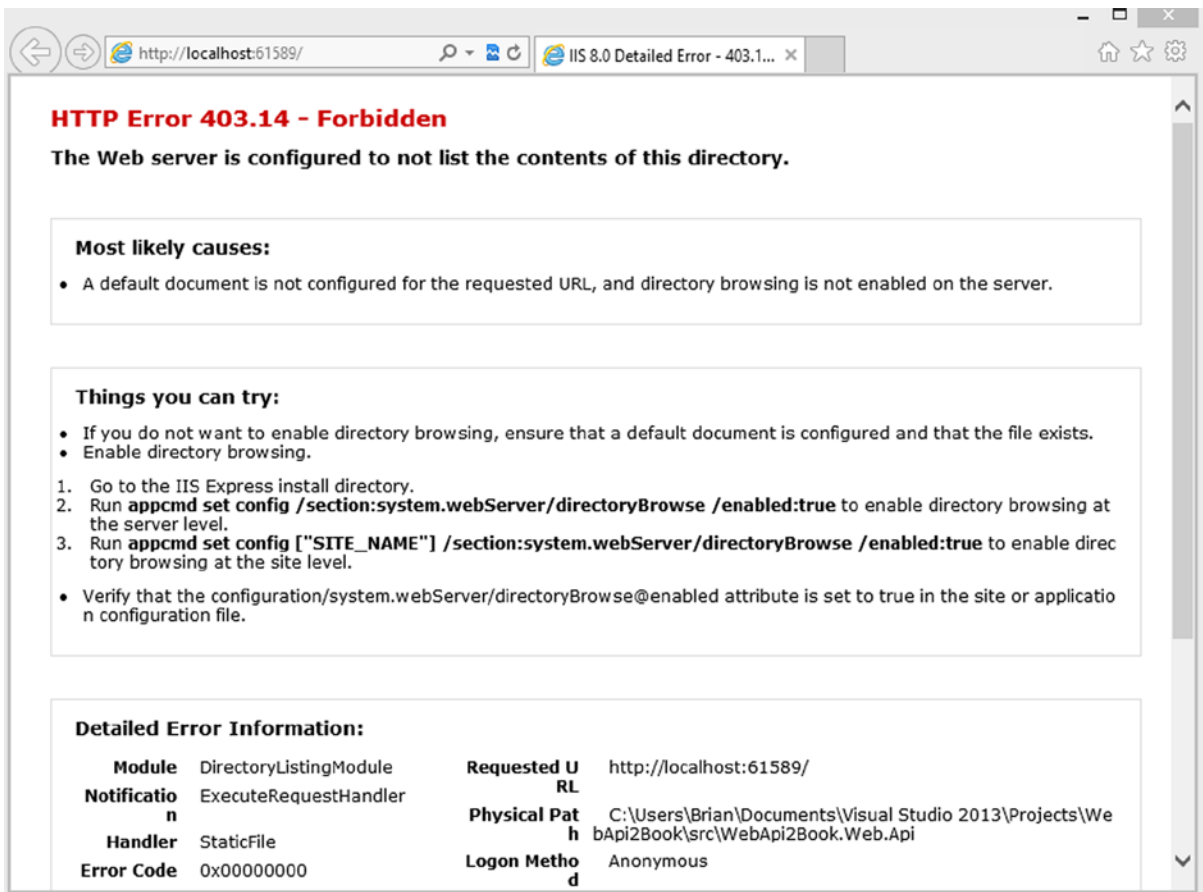 http://localhost:61589/
IIS 8.0 Detailed Error - 403.1...
HTTP Error 403.14 - Forbidden
The Web server is configured to not list the contents of this directory.
Most likely causes:
• A default document is not configured for the requested URL, and directory browsing is not enabled on the server.
Things you can try:
• If you do not want to enable directory browsing, ensure that a default document is configured and that the file exists.
• Enable directory browsing.
1. Go to the IIS Express install directory.
2. Run appcmd set config /section:system.webServer/directoryBrowse /enabled:true to enable directory browsing at
the server level.
3. Run appcmd set config ["SITE_NAME"] /section:system.webServer/directoryBrowse /enabled:true to enable direc
tory browsing at the site level.
• Verify that the configuration/system.webServer/directoryBrowse@enabled attribute is set to true in the site or applicatio
n configuration file.
Detailed Error Information:
Module DirectoryListingModule
Notificatio ExecuteRequestHandler
n
Handler StaticFile
Error Code 0x00000000
Requested U http://localhost:61589/
RL
Physical Pat C:\Users\Brian\Documents\Visual Studio 2013\Projects\We
h bApi2Book\src\WebApi2Book.Web.Api
Logon Metho Anonymous
d